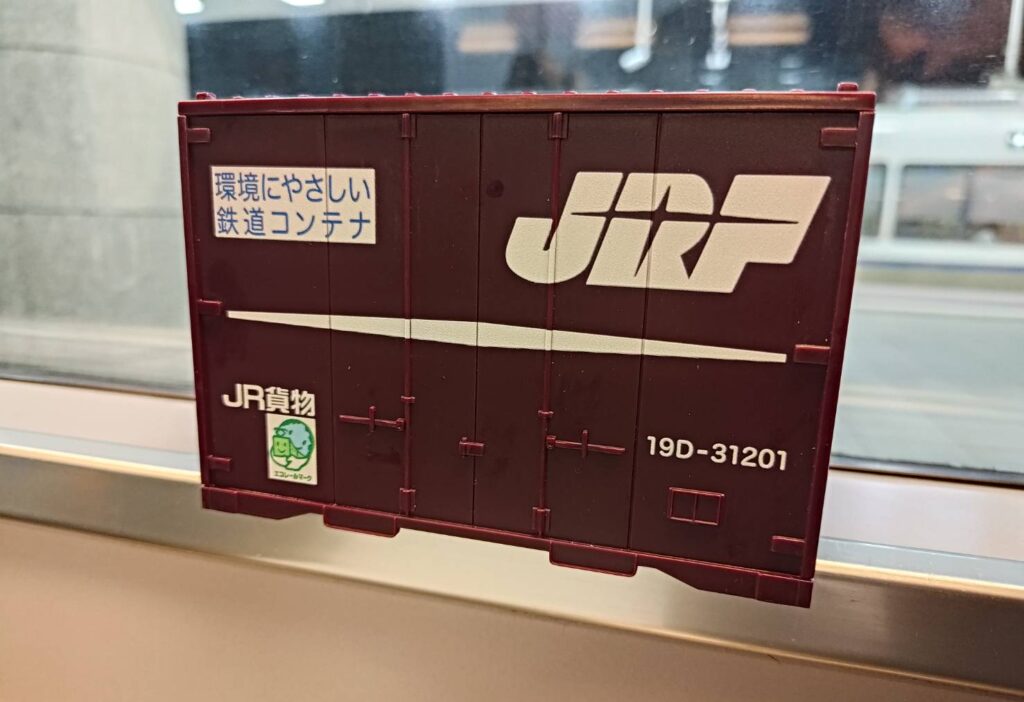 環境にやさしい
鉄道コンテナ
JRF
JR貨物
エコレールマーク
19D-31201